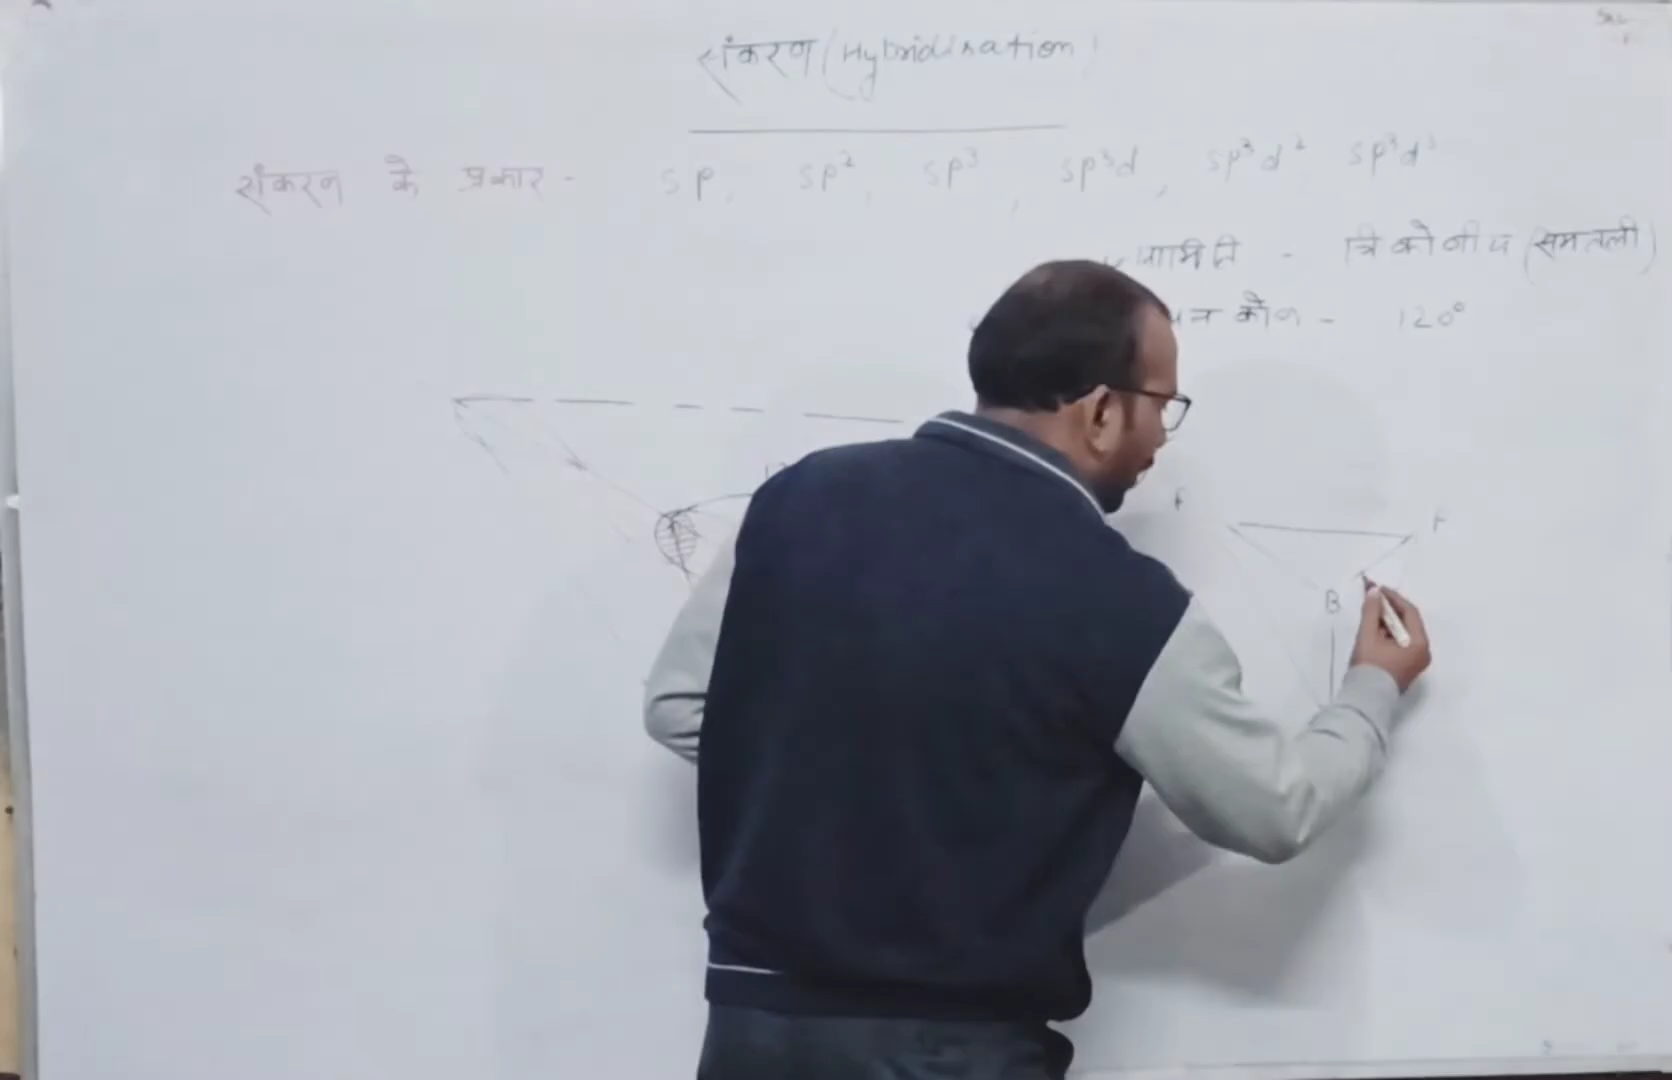 संकरण (Hybridisation)
संकरण के प्रकार - sp, sp², sp³, sp³d, sp³d² sp³d³
ज्यामिति - त्रिकोनीय (समतली)
कोण - 120°
F
F
B